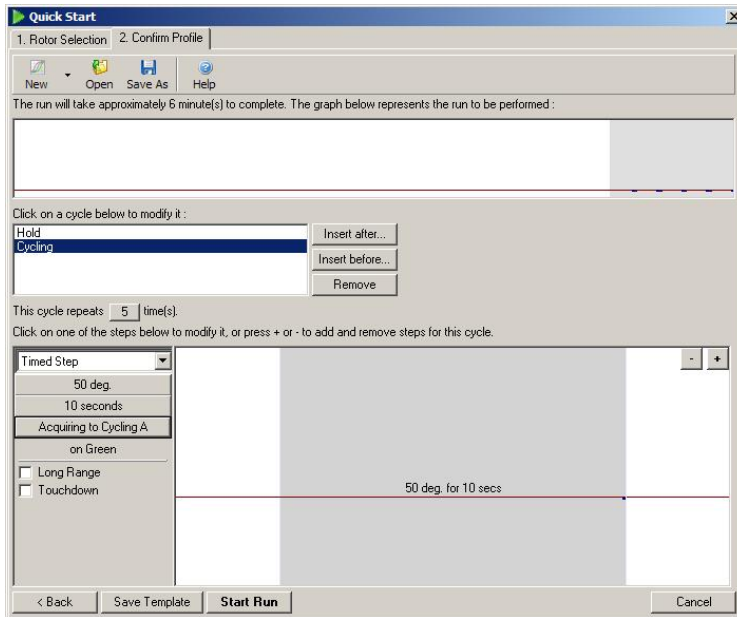 Quick Start
1. Rotor Selection 2. Confirm Profile
New Open Save As Help
The run will take approximately 6 minute(s) to complete. The graph below represents the run to be performed :
Click on a cycle below to modify it :
Hold
Cycling
Insert after...
Insert before...
Remove
This cycle repeats 5 time(s).
Click on one of the steps below to modify it, or press + or - to add and remove steps for this cycle.
Timed Step
- +
50 deg.
10 seconds
Acquiring to Cycling A
on Green
Long Range
Touchdown
50 deg. for 10 secs
< Back Save Template Start Run Cancel